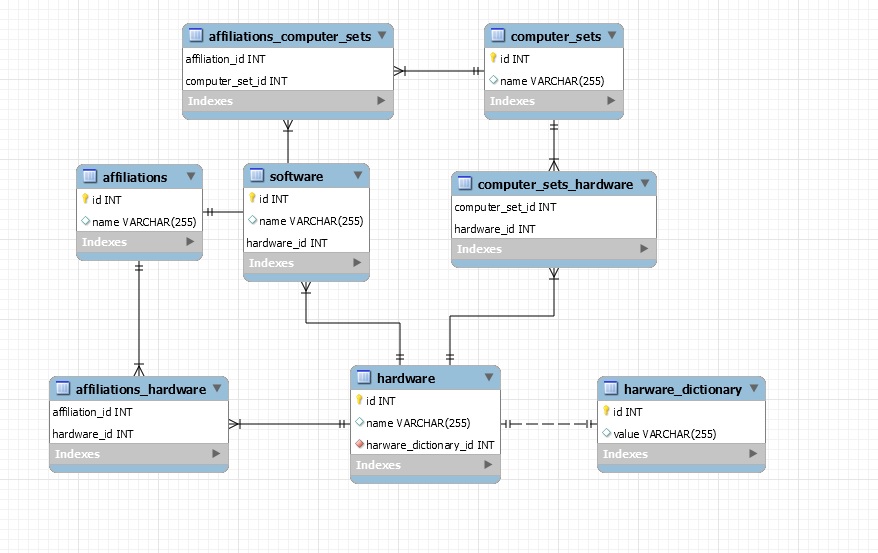 affiliations_computer_sets
affiliation_id INT
computer_set_id INT
Indexes
computer_sets
id INT
name VARCHAR(255)
Indexes
affiliations
id INT
name VARCHAR(255)
Indexes
software
id INT
name VARCHAR(255)
hardware_id INT
Indexes
computer_sets_hardware
computer_set_id INT
hardware_id INT
Indexes
affiliations_hardware
affiliation_id INT
hardware_id INT
Indexes
hardware
id INT
name VARCHAR(255)
harware_dictionary_id INT
Indexes
harware_dictionary
id INT
value VARCHAR(255)
Indexes